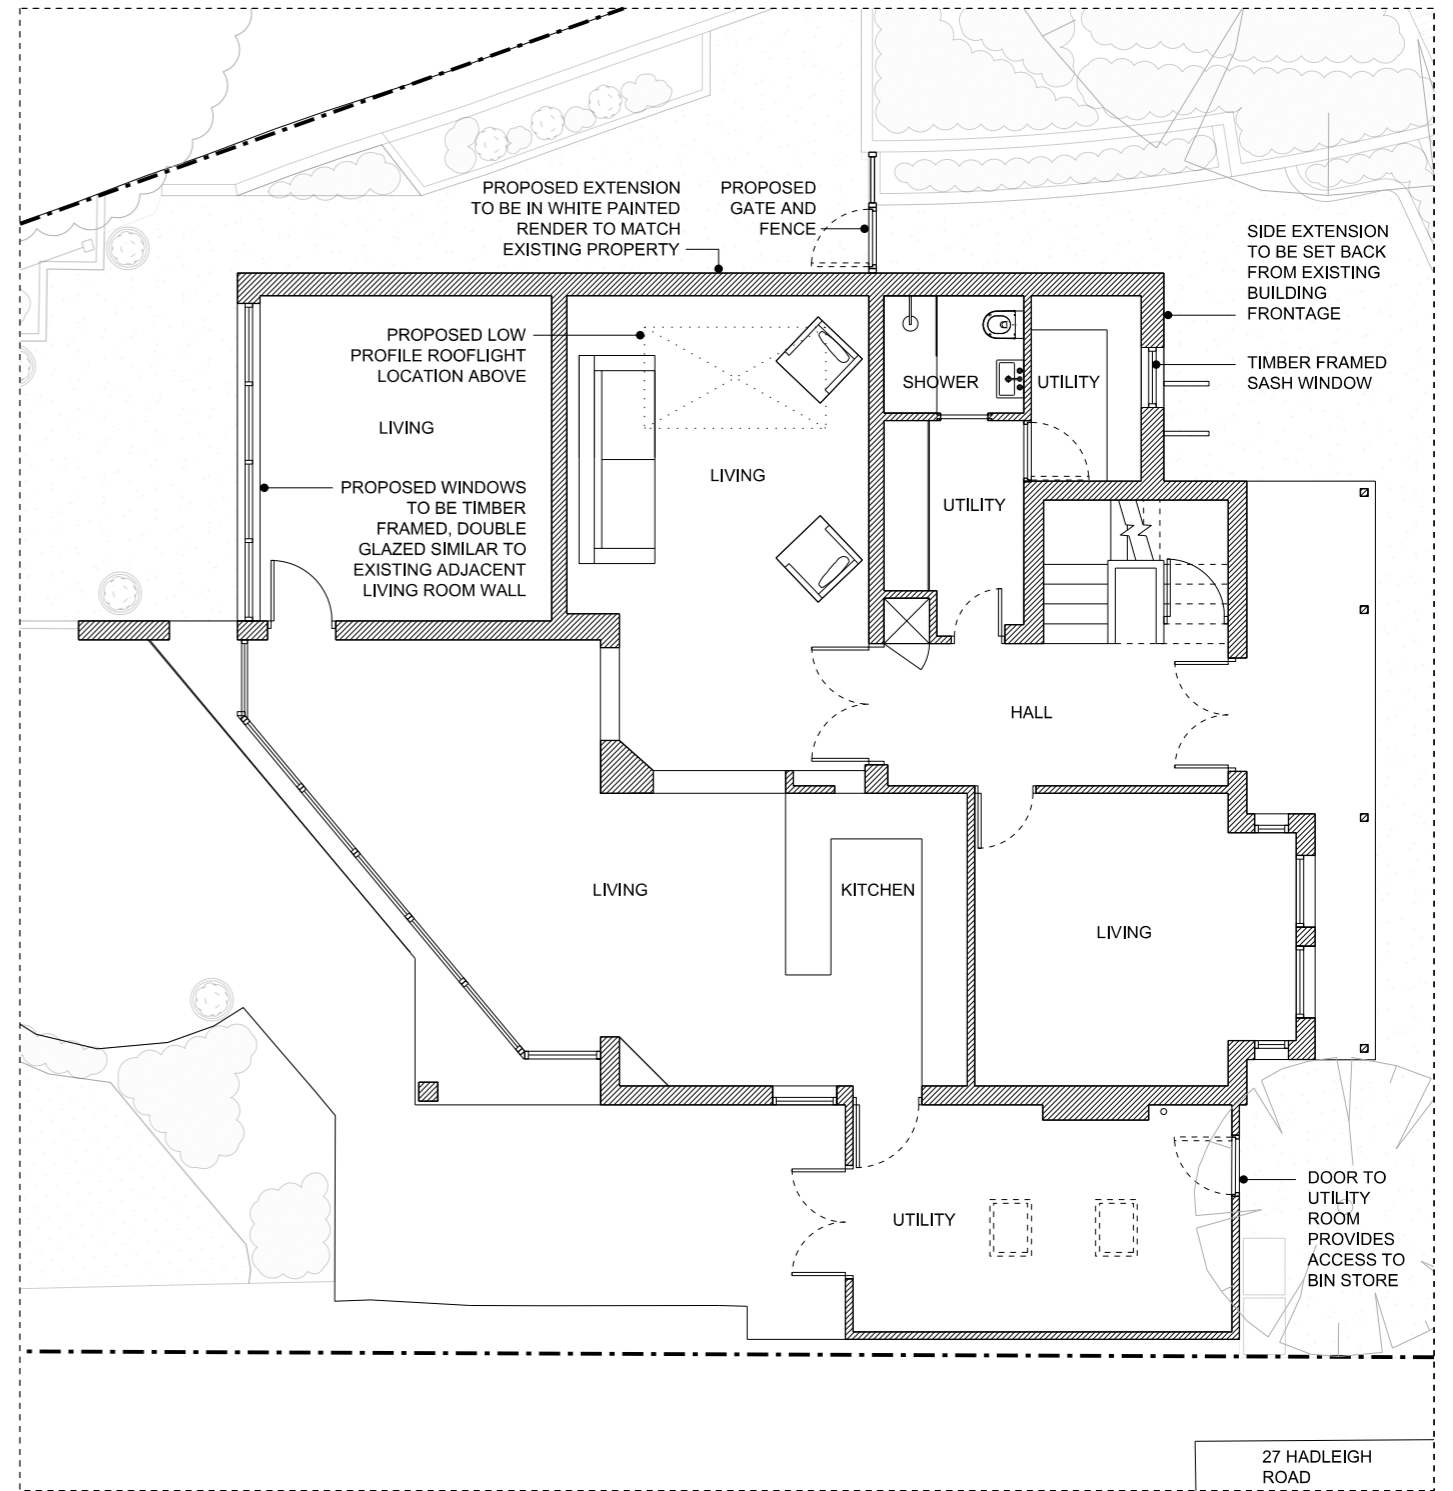 PROPOSED EXTENSION
TO BE IN WHITE PAINTED
RENDER TO MATCH
EXISTING PROPERTY
PROPOSED
GATE AND
FENCE
SIDE EXTENSION
TO BE SET BACK
FROM EXISTING
BUILDING
FRONTAGE
PROPOSED LOW
PROFILE ROOFLIGHT
LOCATION ABOVE
TIMBER FRAMED
SASH WINDOW
SHOWER
UTILITY
LIVING
LIVING
PROPOSED WINDOWS
TO BE TIMBER
FRAMED, DOUBLE
GLAZED SIMILAR TO
EXISTING ADJACENT
LIVING ROOM WALL
UTILITY
HALL
LIVING
KITCHEN
LIVING
UTILITY
DOOR TO
UTILITY
ROOM
PROVIDES
ACCESS TO
BIN STORE
27 HADLEIGH
ROAD